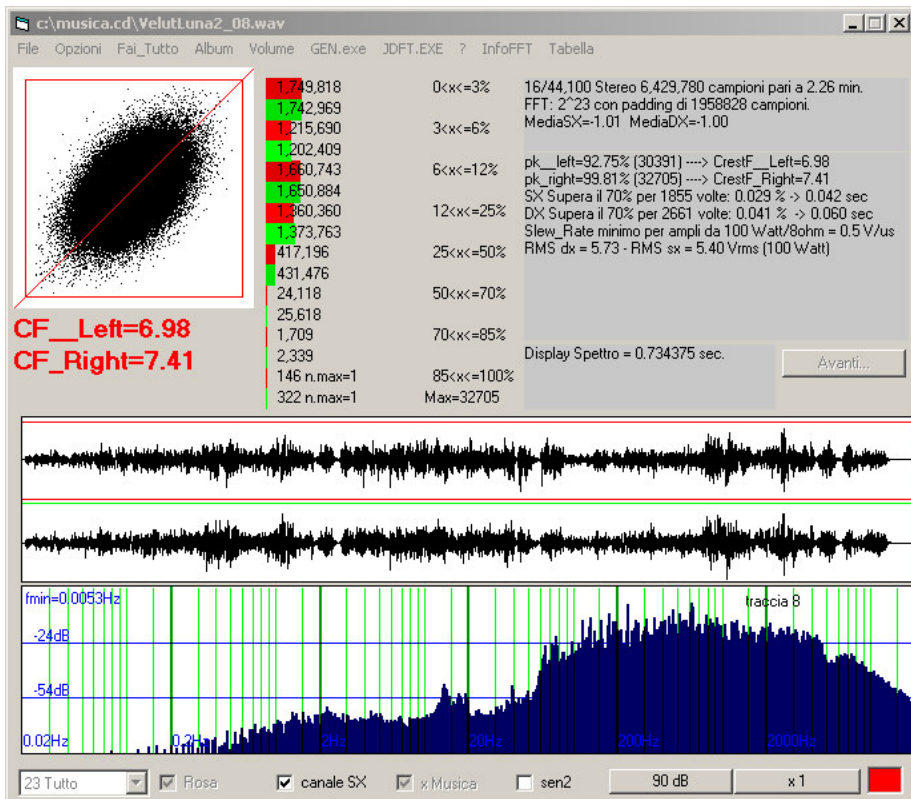 c:\musica.cd\VelutLuna2_08.wav
File Opzioni Fai_Tutto Album Volume GEN.exe JDFT.EXE ? InfoFFT Tabella
1,749,818 0<x<=3%
1,742,969
1,215,690 3<x<=6%
1,202,409
1,660,743 6<x<=12%
1,650,884
1,360,360 12<x<=25%
1,373,763
417,196 25<x<=50%
431,476
24,118 50<x<=70%
25,618
1,709 70<x<=85%
2,339
146 n.max=1 85<x<=100%
322 n.max=1 Max=32705
16/44,100 Stereo 6,429,780 campioni pari a 2.26 min.
FFT: 2^23 con padding di 1958828 campioni.
MediaSX=-1.01 MediaDX=-1.00
pk__left=92.75% (30391) ----> CrestF__Left=6.98
pk_right=99.81% (32705) ----> CrestF_Right=7.41
SX Supera il 70% per 1855 volte: 0.029 % -> 0.042 sec
DX Supera il 70% per 2661 volte: 0.041 % -> 0.060 sec
Slew_Rate minimo per ampli da 100 Watt/8ohm = 0.5 V/us
RMS dx = 5.73 - RMS sx = 5.40 Vrms (100 Watt)
CF__Left=6.98
CF_Right=7.41
Display Spettro = 0.734375 sec.
Avanti...
fmin=0.0053Hz
traccia 8
-24dB
-54dB
0.02Hz 0.2Hz 2Hz 20Hz 200Hz 2000Hz
23 Tutto Rosa canale SX x Musica sen2 90 dB x 1